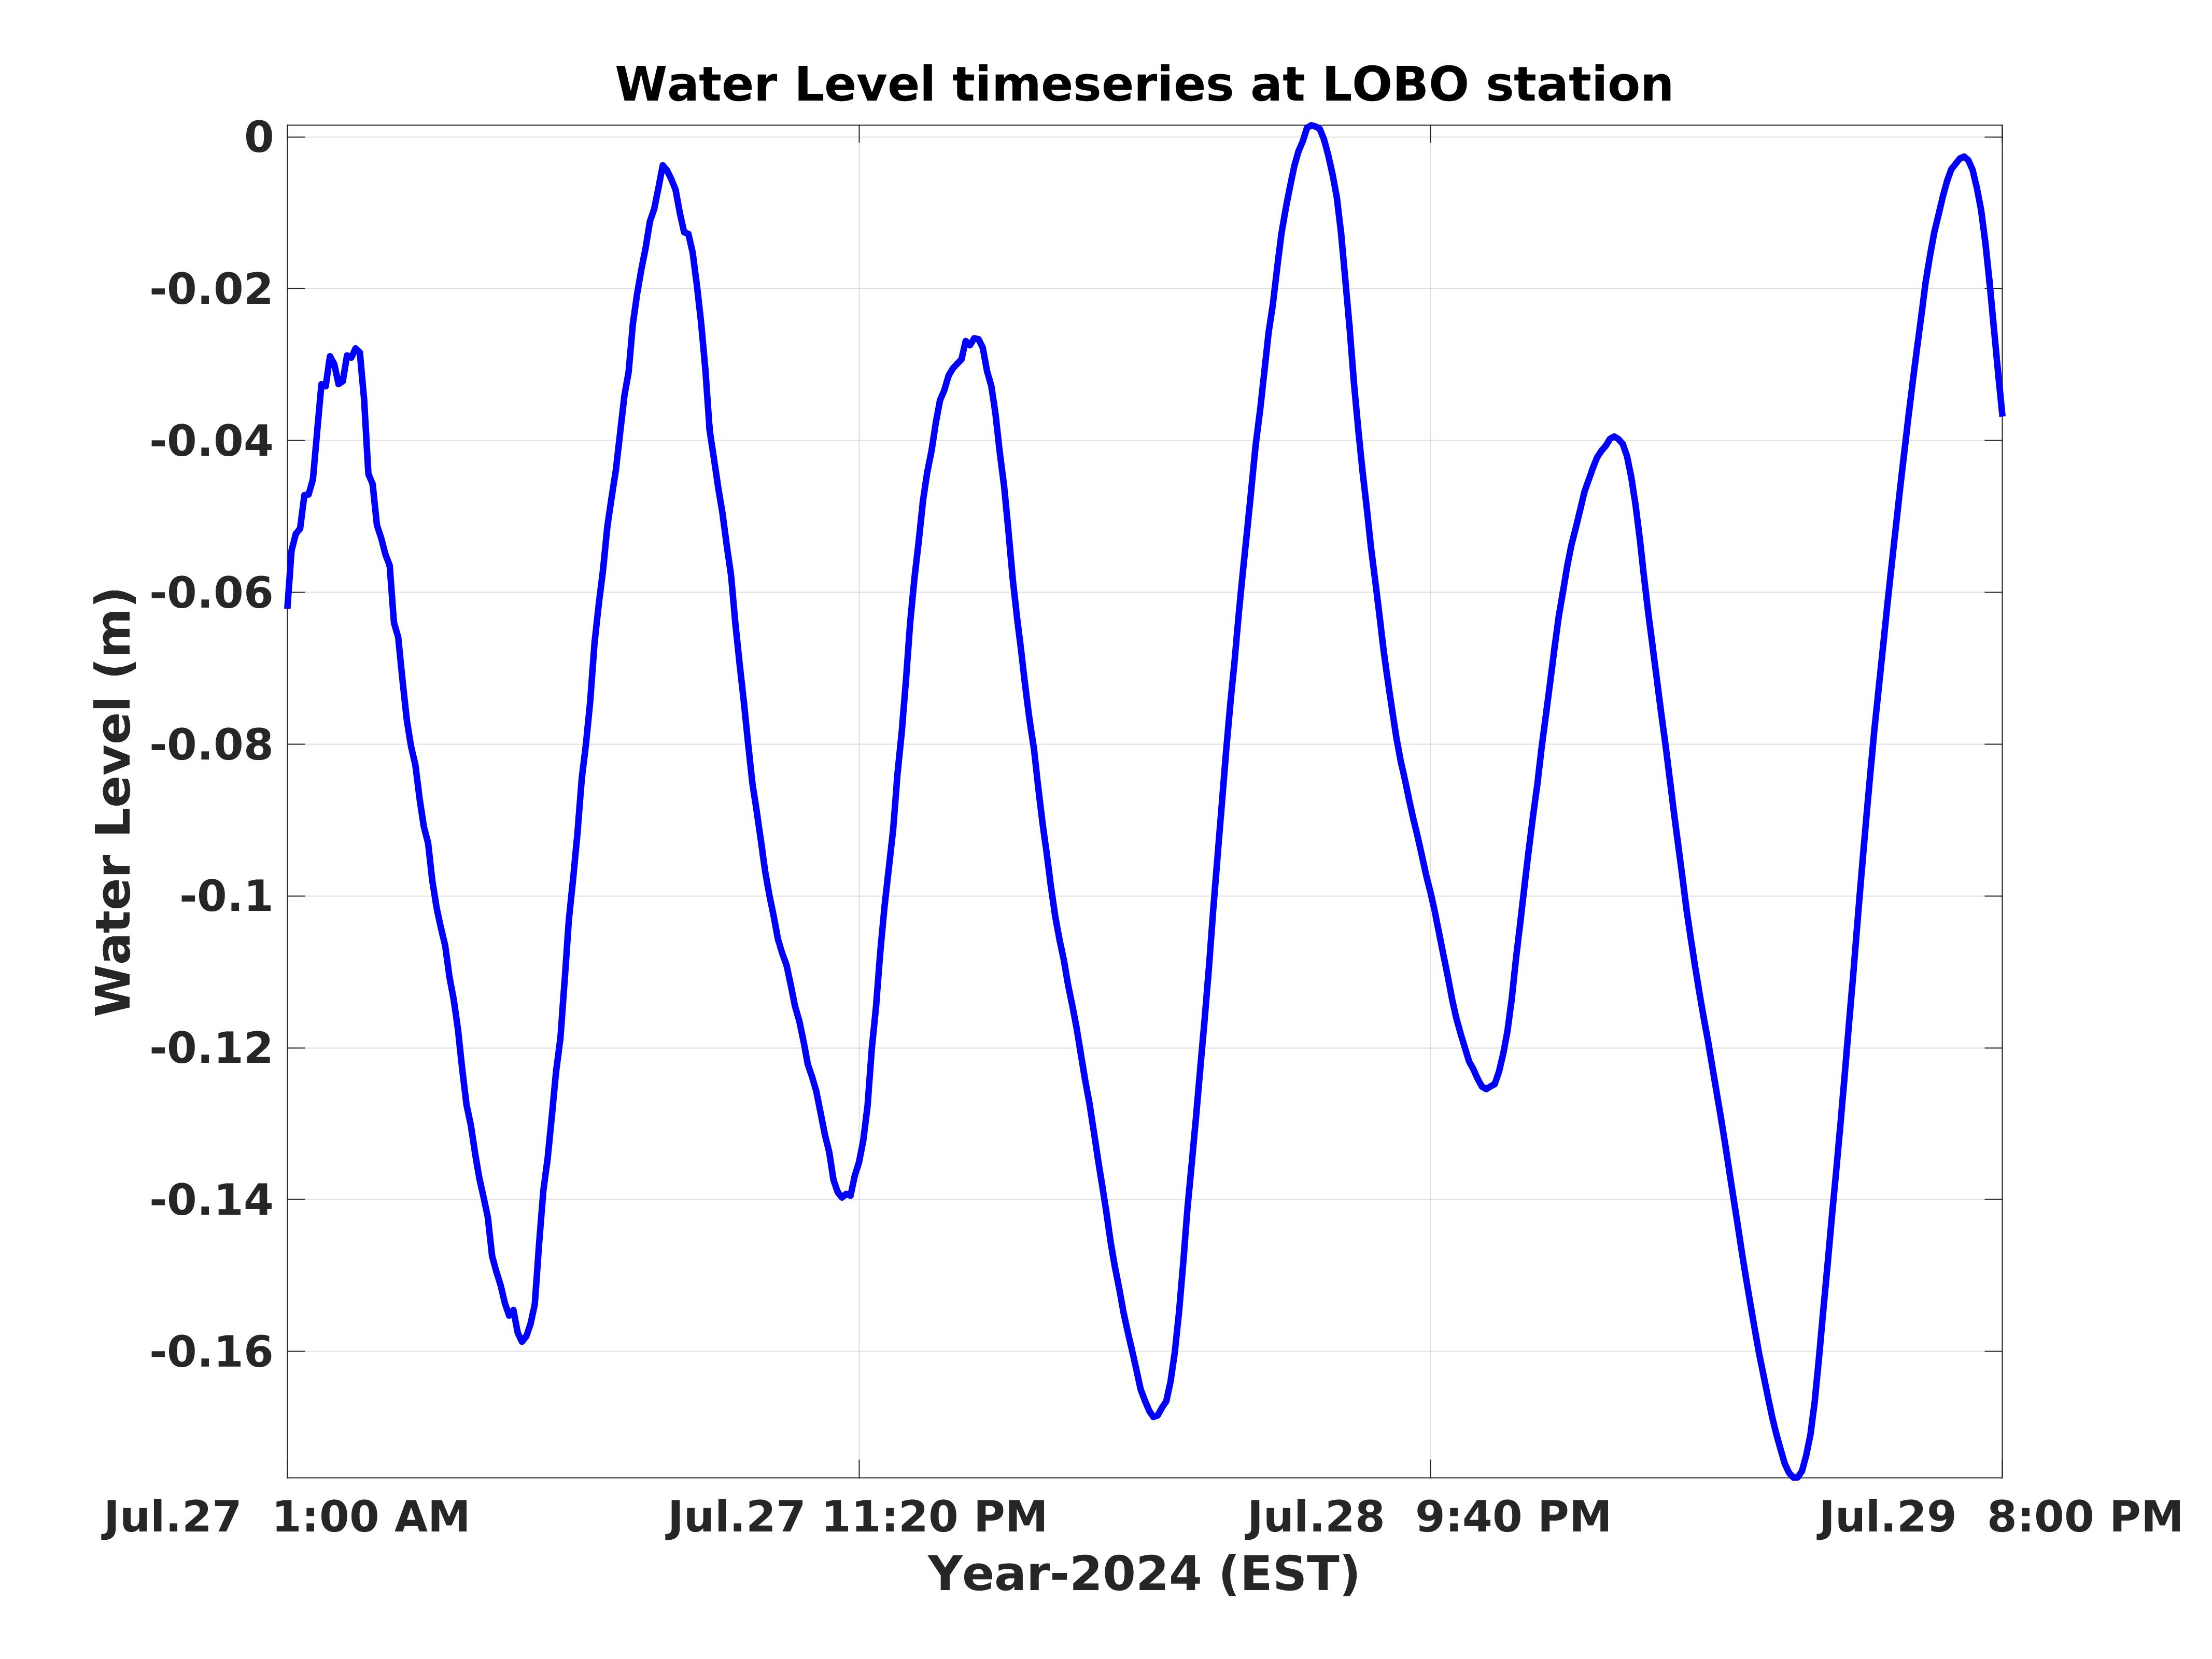 Water Level timeseries at LOBO station
0
-0.02
-0.04
-0.06
-0.08
-0.1
-0.12
-0.14
-0.16
Water Level (m)
Jul.27  1:00 AM
Jul.27 11:20 PM
Jul.28  9:40 PM
Jul.29  8:00 PM
Year-2024 (EST)